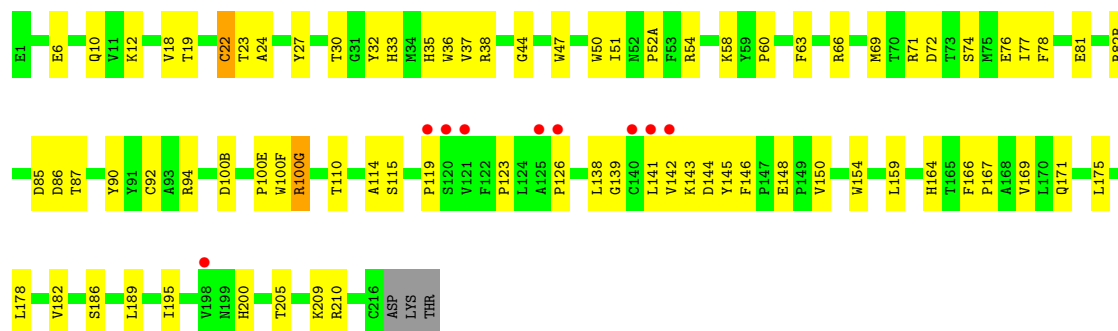 E1 E6 Q10 V11 K12 V18 T19 C22 T23 A24 Y27 T30 G31 Y32 H33 M34 H35 W36 V37 R38 G44 W47 W50 I51 N52 P52A F53 R54 K58 Y59 P60 F63 R66 M69 T70 R71 D72 T73 S74 M75 E76 I77 F78 E81
D85 D86 T87 Y90 Y91 C92 A93 R94 D100B P100E W100F R100G T110 A114 S115 P119 S120 V121 F122 P123 L124 A125 P126 L138 G139 C140 L141 V142 K143 D144 Y145 F146 P147 E148 P149 V150 W154 L159 H164 T165 F166 P167 A168 V169 L170 Q171 L175
L178 V182 S186 L189 I195 V198 N199 H200 T205 K209 R210 C216 ASP LYS THR